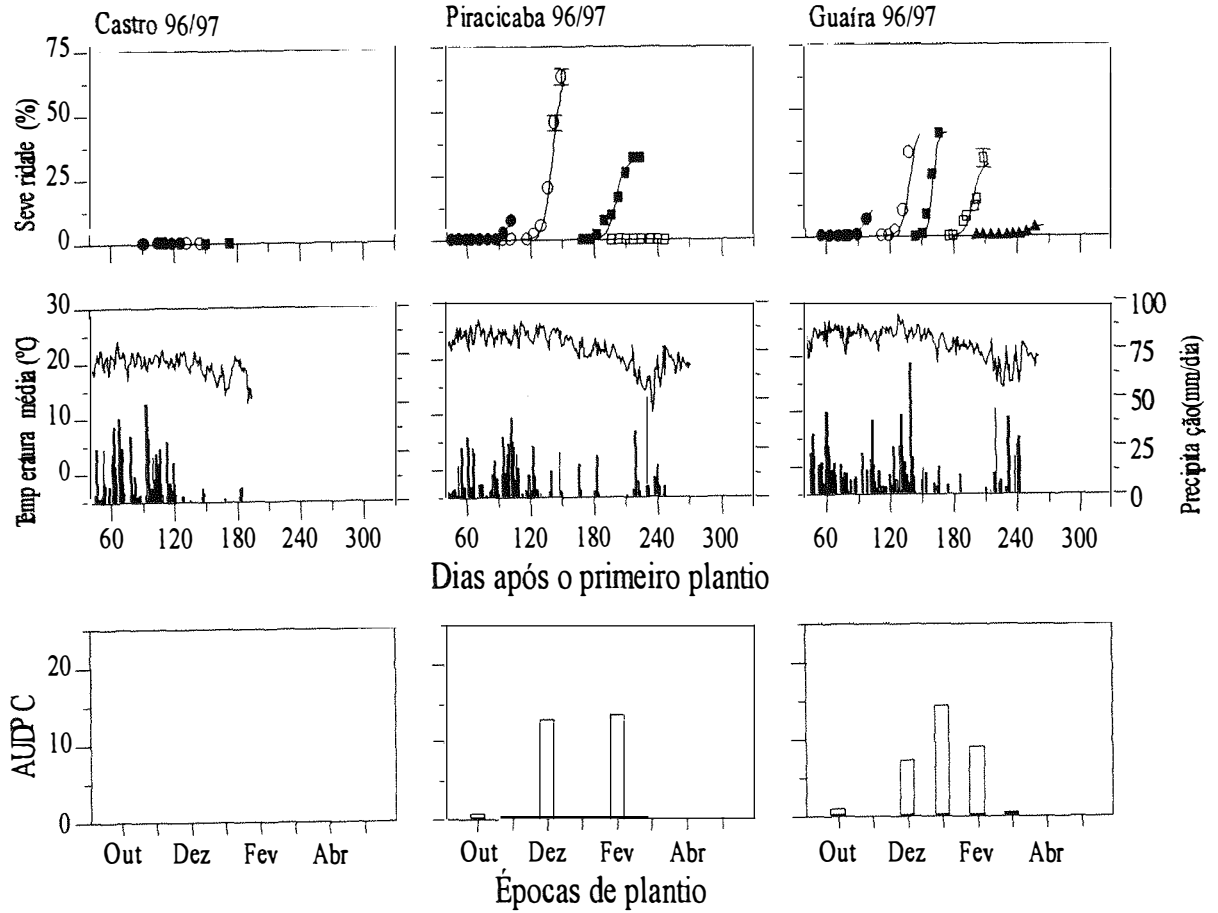 Castro 96/97
Piracicaba 96/97
Guaíra 96/97
75
50
25
0
Seve ridade (%)
30
20
10
0
Temp eratura média (ºC)
100
75
50
25
0
Precipita ção(mm/dia)
60 120 180 240 300
60 120 180 240 300
60 120 180 240 300
Dias após o primeiro plantio
20
10
0
AUDP C
Out Dez Fev Abr
Out Dez Fev Abr
Out Dez Fev Abr
Épocas de plantio